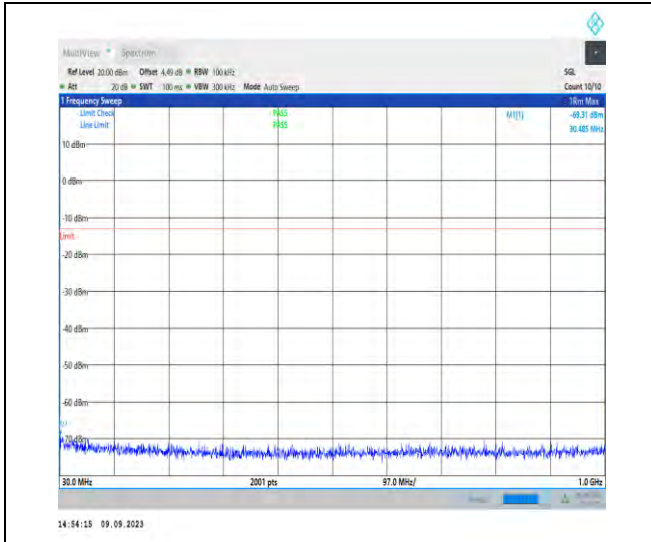 MultiView Spectrum
Ref Level 20.00 dBm Offset 4.49 dB RBW 100 kHz SGL
Att 20 dB SWT 100 ms VBW 300 kHz Mode Auto Sweep Count 10/10
1 Frequency Sweep 1Rm Max
Limit Check PASS M1[1] -69.31 dBm
Line Limit PASS 30.485 MHz
10 dBm
0 dBm
-10 dBm
Limit
-20 dBm
-30 dBm
-40 dBm
-50 dBm
-60 dBm
-70 dBm
30.0 MHz 2001 pts 97.0 MHz/ 1.0 GHz
14:54:15 09.09.2023